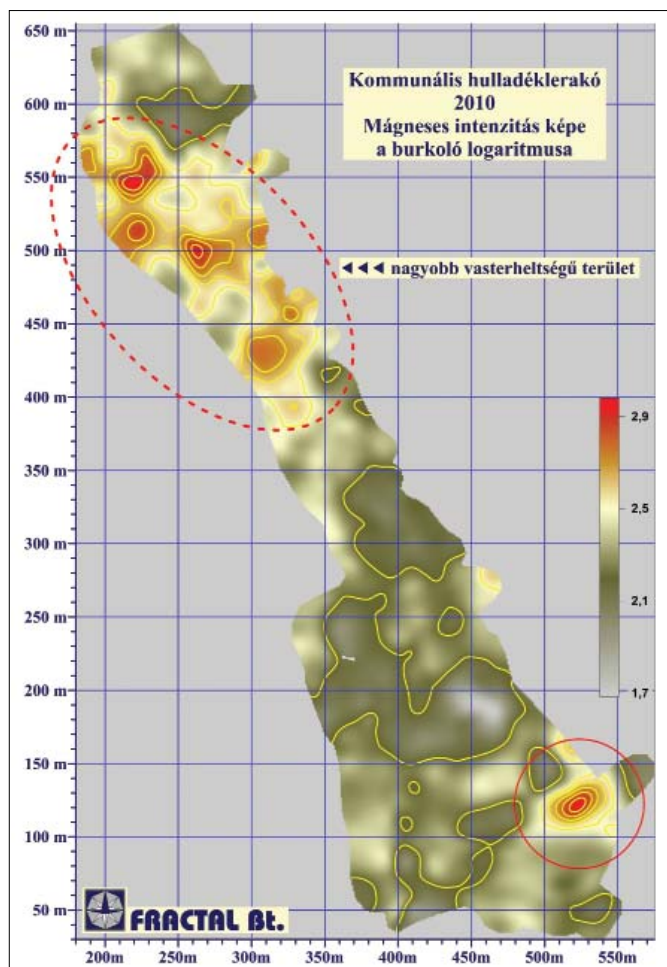 650 m
600 m
550 m
500 m
450 m
400 m
350 m
300 m
250 m
200 m
150 m
100 m
50 m
Kommunális hulladéklerakó
2010
Mágneses intenzitás képe
a burkoló logaritmusa
◄◄◄ nagyobb vasterheltségű terület
2,9
2,5
2,1
1,7
FRACTAL Bt.
200m 250m 300m 350m 400m 450m 500m 550m